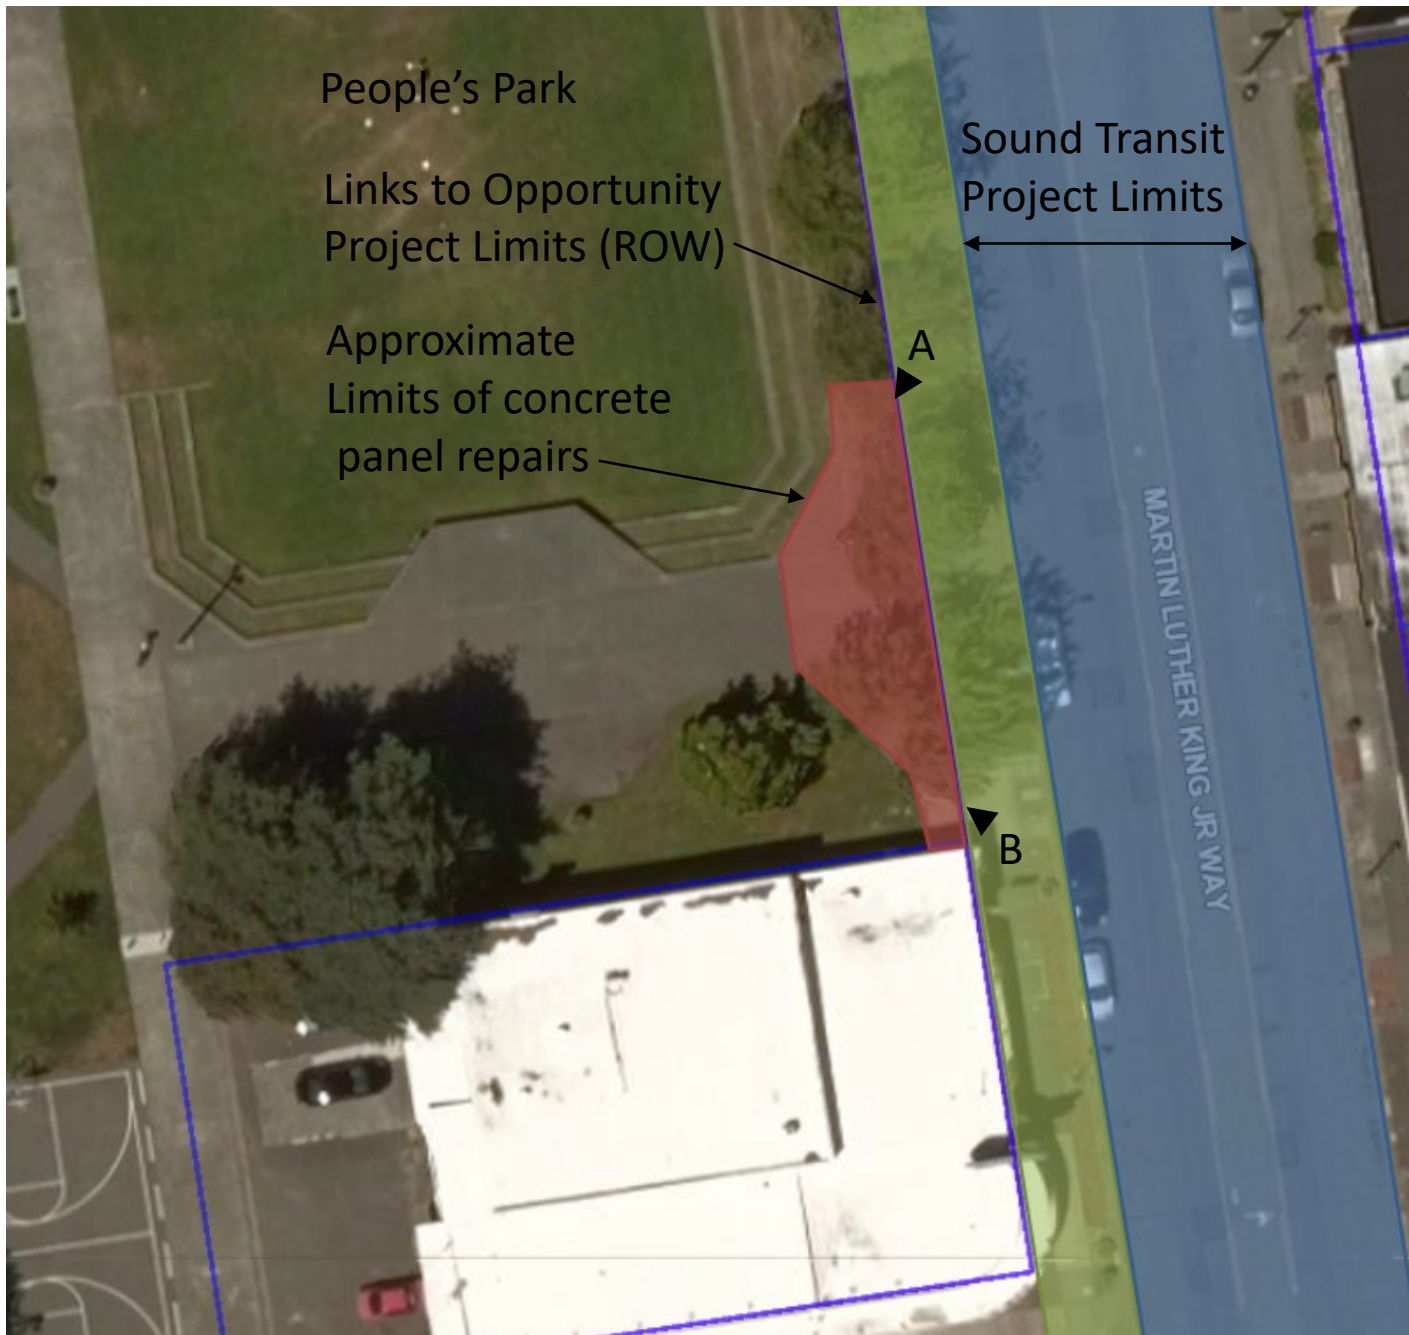 People’s Park
Sound Transit
Project Limits
Links to Opportunity
Project Limits (ROW)
Approximate
Limits of concrete
panel repairs
A
MARTIN LUTHER KING JR WAY
B